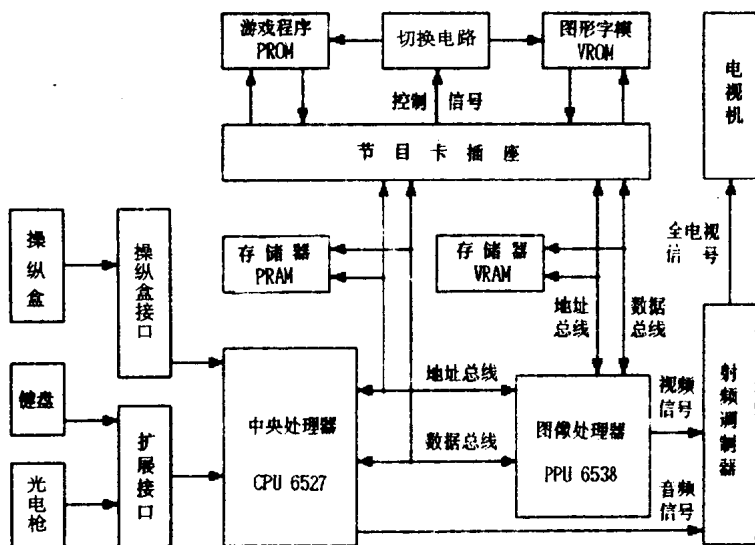 游戏程序
PROM
切换电路
图形字模
VROM
电视机
控制 信号
节目卡插座
操纵盒
操纵盒接口
存储器
PRAM
存储器
VRAM
全电视
信号
地址
总线
数据
总线
键盘
扩展接口
光电枪
中央处理器
CPU 6527
地址总线
数据总线
图像处理器
PPU 6538
视频
信号
音频
信号
射频调制器